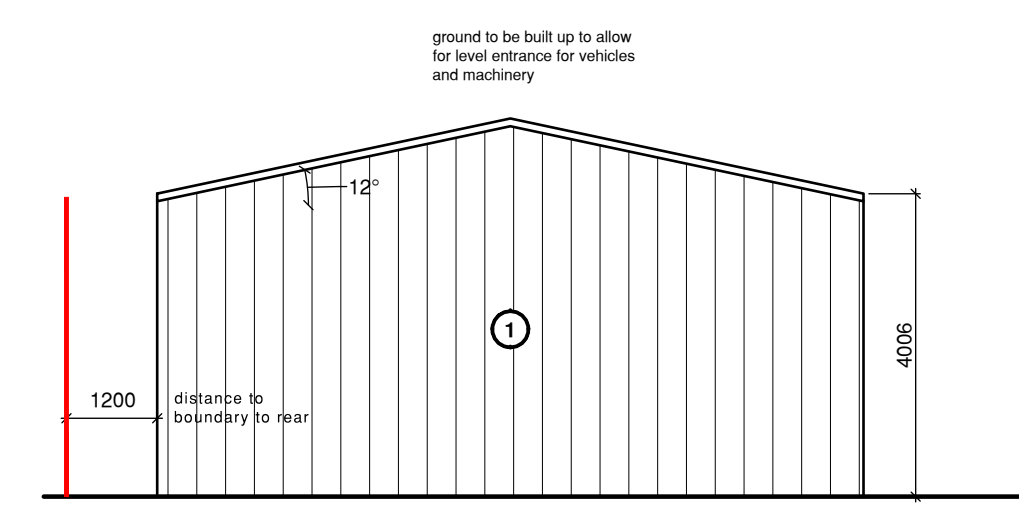 ground to be built up to allow
for level entrance for vehicles
and machinery
12°
1
4006
1200
distance to
boundary to rear